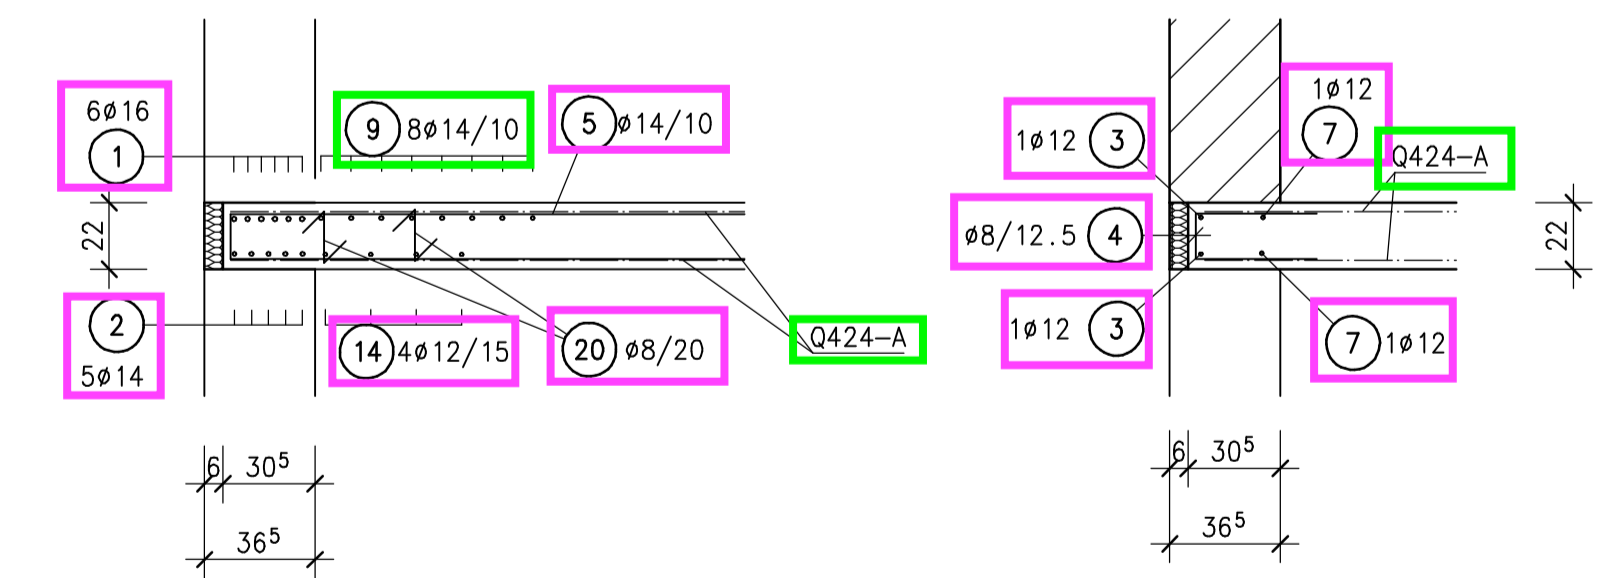 6ø16
1
9 8ø14/10
5 ø14/10
22
2
5ø14
14 4ø12/15
20 ø8/20
Q424-A
6 30⁵
36⁵
1ø12
7
1ø12 3
Q424-A
ø8/12.5 4
22
1ø12 3
7 1ø12
6 30⁵
36⁵